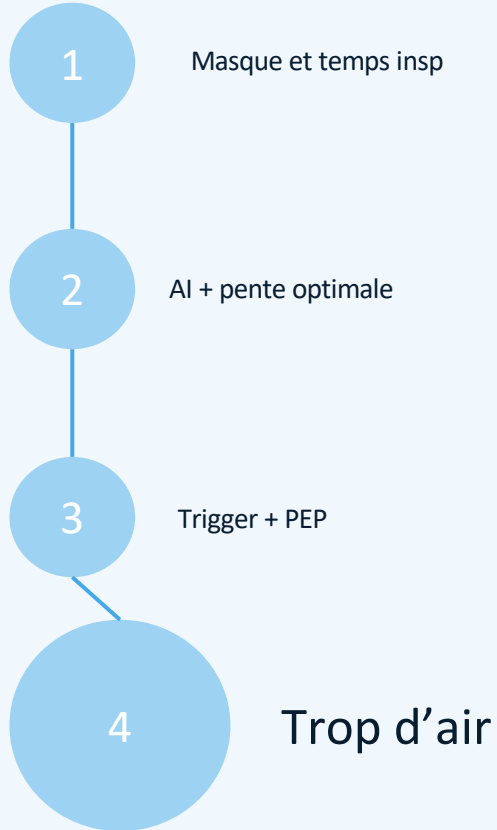 1
Masque et temps insp
2
AI + pente optimale
3
Trigger + PEP
4
Trop d’air